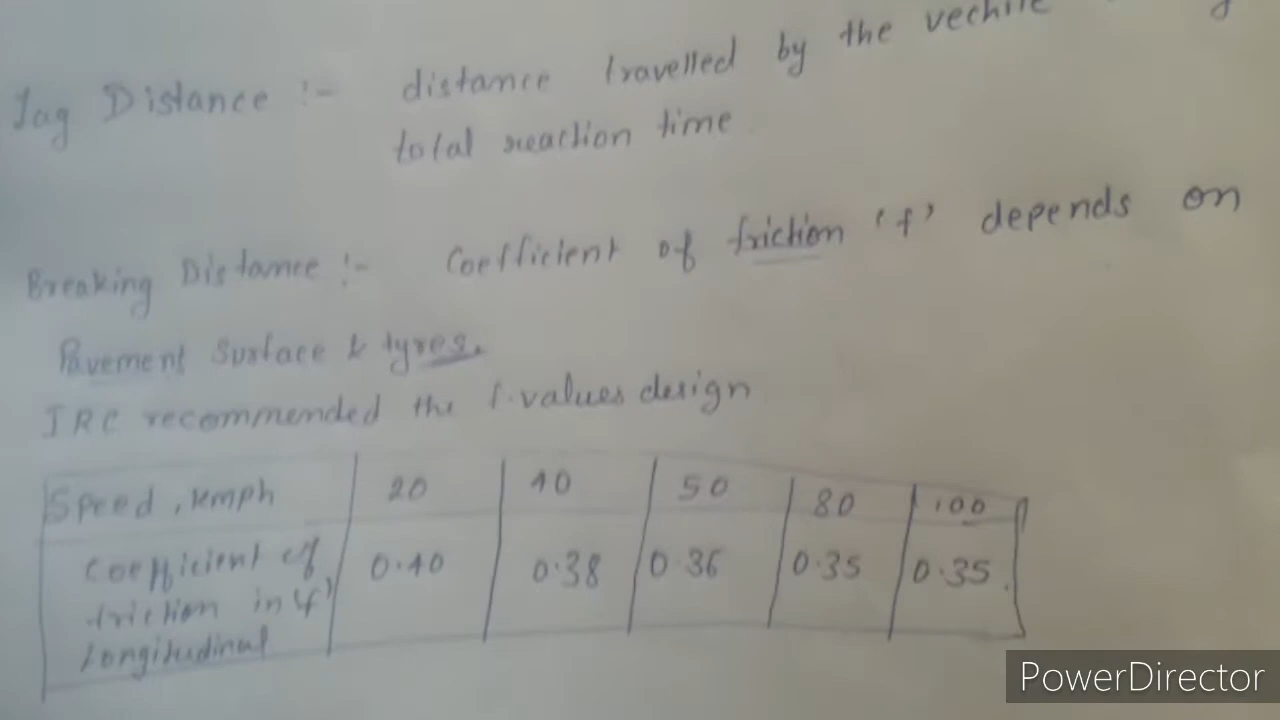 Lag Distance :- distance travelled by the vechile
total reaction time
Breaking Distance :- Coefficient of friction 'f' depends on
Pavement Surface & tyres.
IRC recommended the f.values design
Speed, kmph 20 40 50 80 100
Coefficient of friction in 'f' Longitudinal 0.40 0.38 0.36 0.35 0.35.
PowerDirector